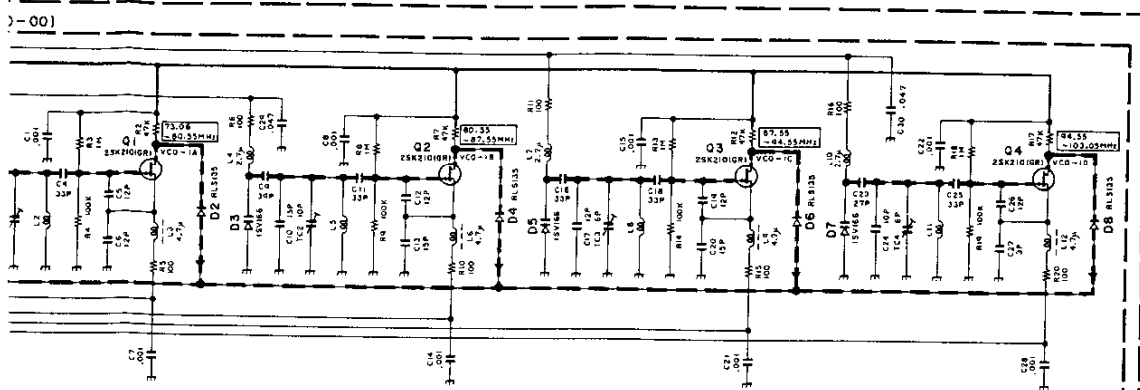 0-001
C1
.001
R3
1M
R2
47K
73.06
~80.55MHz
Q1
2SK210(GR)
VCO-1A
C4
33P
C5
12P
L2
R4
100K
C6
12P
L3
4.7μ
R5
100
D2
RLS135
C7
.001
R6
100
C29
.047
L4
2.7μ
C8
.001
R8
1M
R7
47K
80.55
~87.55MHz
Q2
2SK210(GR)
VCO-1B
C9
39P
C11
33P
C12
12P
D3
1SV166
C10
15P
TC2
10P
L5
R9
100K
C13
15P
L6
4.7μ
R10
100
D4
RLS135
C14
.001
R11
100
L7
2.7μ
C15
.001
R13
1M
R12
47K
87.55
~94.55MHz
Q3
2SK210(GR)
VCO-1C
C16
33P
C18
33P
C19
12P
D5
1SV166
C17
12P
TC3
6P
L8
R14
100K
C20
15P
L9
4.7μ
R15
100
D6
RLS135
C21
.001
R16
100
C30
.047
L10
2.7μ
C22
.001
R18
1M
R17
47K
94.55
~103.05MHz
Q4
2SK210(GR)
VCO-1D
C23
27P
C25
33P
C26
12P
D7
1SV166
C24
10P
TC4
6P
L11
R19
100K
C27
3P
L12
4.7μ
R20
100
D8
RLS135
C28
.001